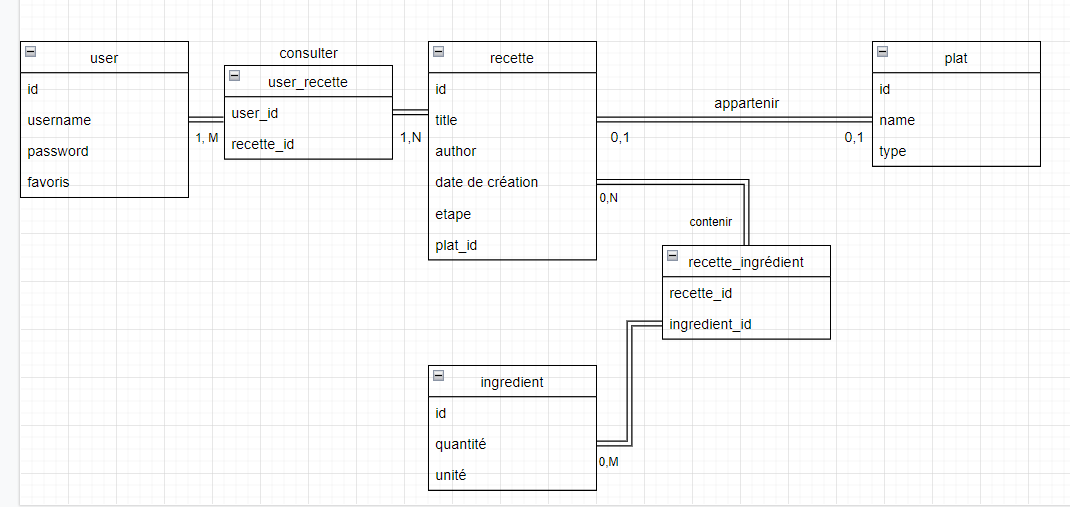 user
id
username
password
favoris
1, M
consulter
user_recette
user_id
recette_id
1,N
recette
id
title
author
date de création
etape
plat_id
appartenir
0,1
0,1
plat
id
name
type
0,N
contenir
recette_ingrédient
recette_id
ingredient_id
ingredient
id
quantité
unité
0,M